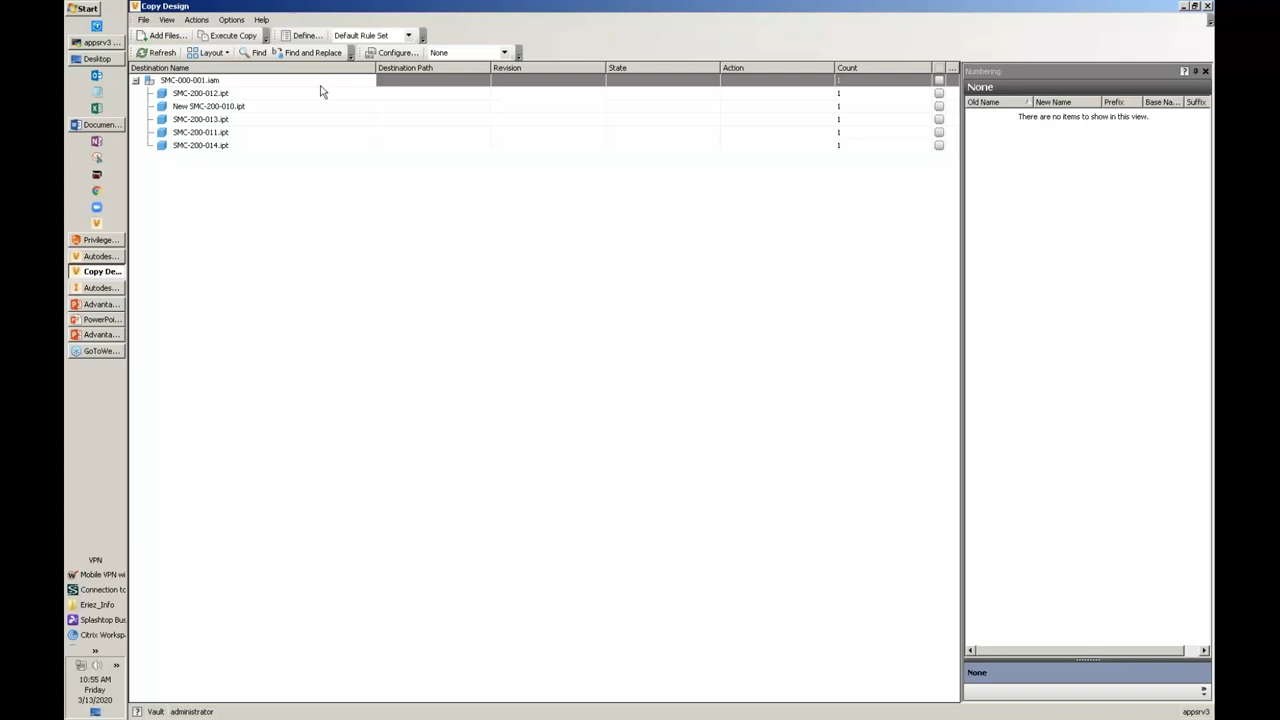 Start
Copy Design
File View Actions Options Help
Add Files... Execute Copy Define... Default Rule Set
Refresh Layout Find Find and Replace Configure... None
Destination Name Destination Path Revision State Action Count ...
SMC-000-001.iam 1
SMC-200-012.ipt 1
New SMC-200-010.ipt 1
SMC-200-013.ipt 1
SMC-200-011.ipt 1
SMC-200-014.ipt 1
Numbering
None
Old Name New Name Prefix Base Na... Suffix
There are no items to show in this view.
None
appsrv3 ...
Desktop
Documen...
Privilege...
Autodes...
Copy De...
Autodes...
Advanta...
PowerPoi...
Advanta...
GoToWe...
VPN
Mobile VPN wi
Connection to
Eriez_Info
Splashtop Bus
Citrix Worksp
10:55 AM
Friday
3/13/2020
Vault administrator
appsrv3